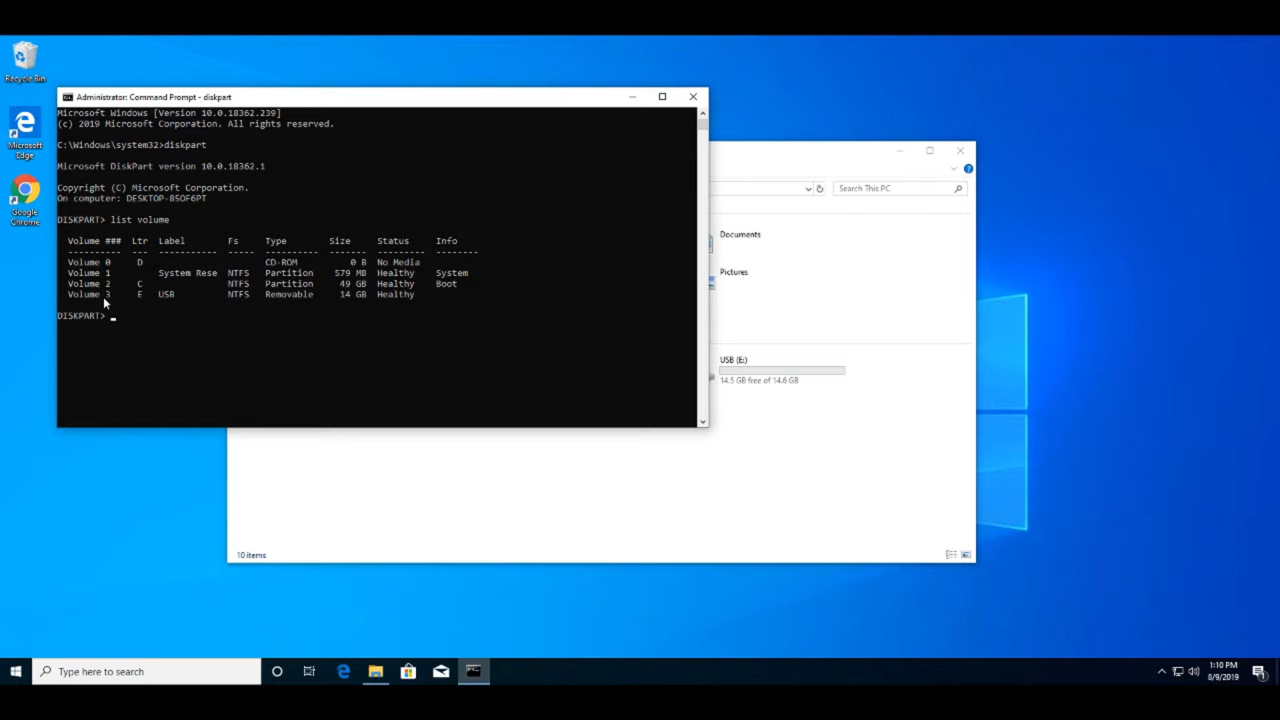 Recycle Bin
Microsoft Edge
Google Chrome
Administrator: Command Prompt - diskpart
Microsoft Windows [Version 10.0.18362.239]
(c) 2019 Microsoft Corporation. All rights reserved.
C:\Windows\system32>diskpart
Microsoft DiskPart version 10.0.18362.1
Copyright (C) Microsoft Corporation.
On computer: DESKTOP-85OF6PT
DISKPART> list volume
Volume ### Ltr Label Fs Type Size Status Info
---------- --- ----------- ----- ---------- ------- --------- --------
Volume 0 D CD-ROM 0 B No Media
Volume 1 System Rese NTFS Partition 579 MB Healthy System
Volume 2 C NTFS Partition 49 GB Healthy Boot
Volume 3 E USB NTFS Removable 14 GB Healthy
DISKPART> _
Search This PC
Documents
Pictures
USB (E:)
14.5 GB free of 14.6 GB
10 items
Type here to search
1:10 PM
8/9/2019
1